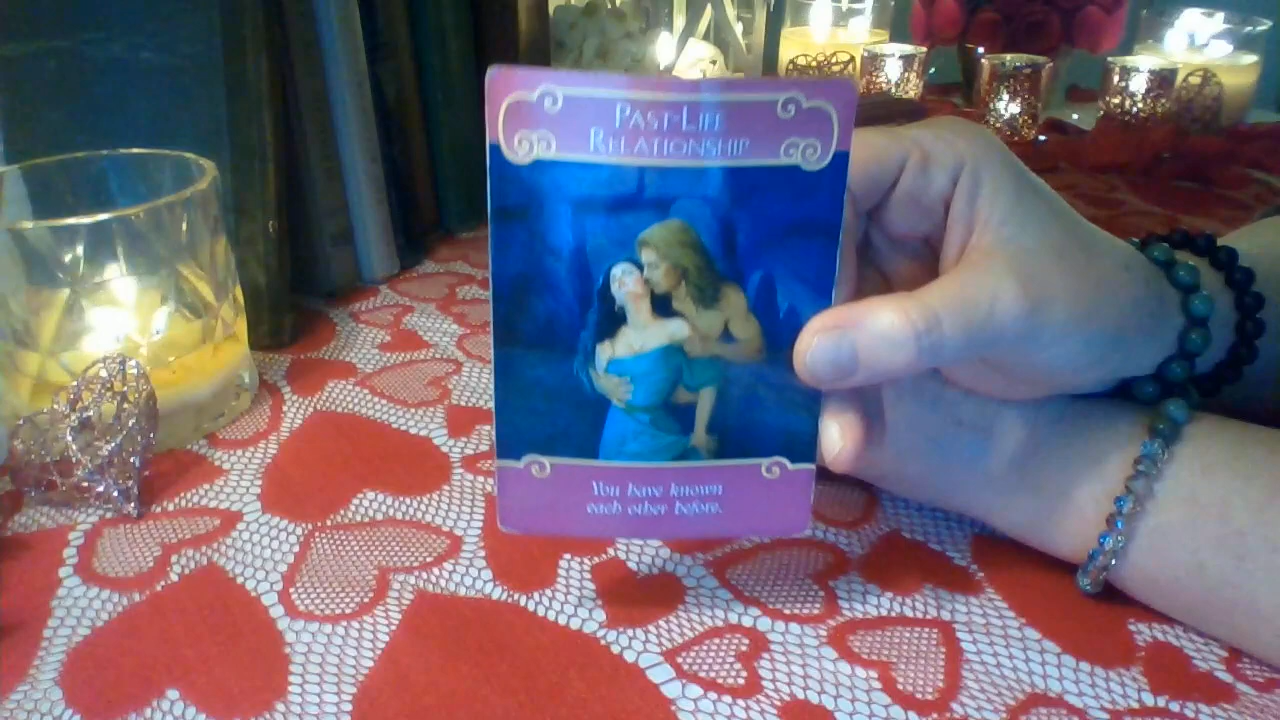 PAST-LIFE
RELATIONSHIP
You have known
each other before.